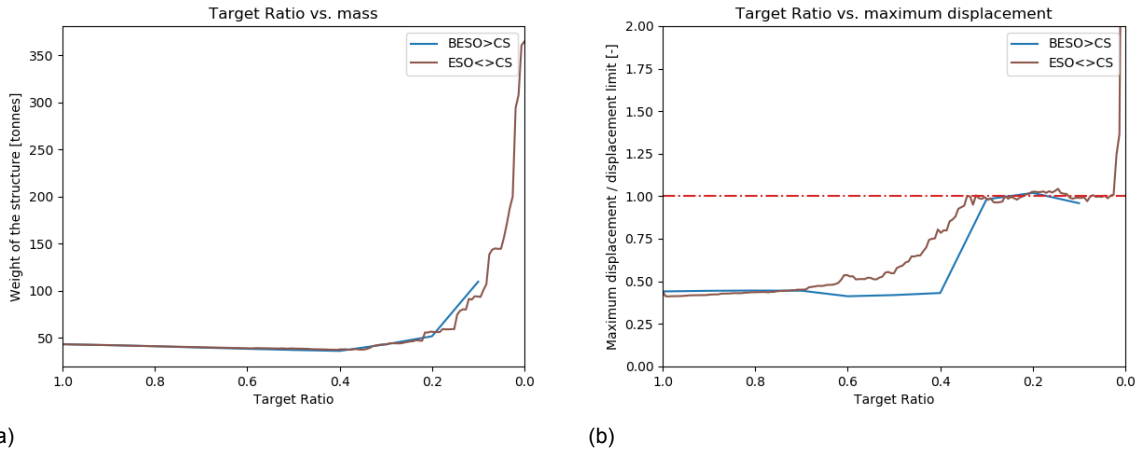 Target Ratio vs. mass
Weight of the structure [tonnes]
350
300
250
200
150
100
50
1.0 0.8 0.6 0.4 0.2 0.0
Target Ratio
BESO>CS
ESO<>CS
a)
Target Ratio vs. maximum displacement
Maximum displacement / displacement limit [-]
2.00
1.75
1.50
1.25
1.00
0.75
0.50
0.25
0.00
1.0 0.8 0.6 0.4 0.2 0.0
Target Ratio
BESO>CS
ESO<>CS
(b)